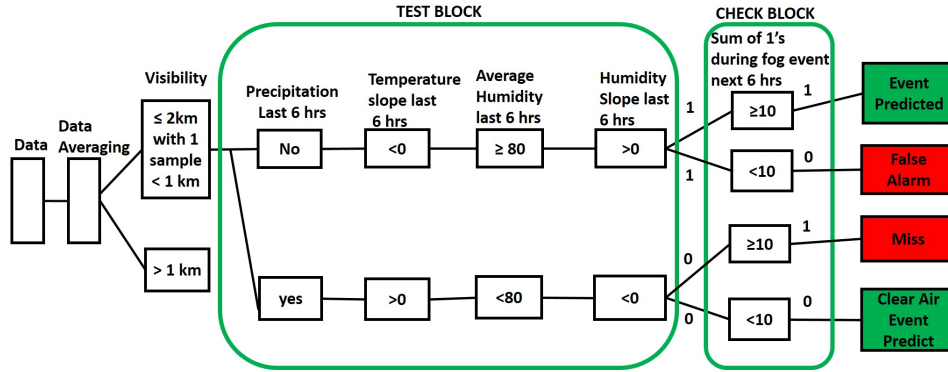 TEST BLOCK
CHECK BLOCK
Data
Data
Averaging
Visibility
≤ 2km
with 1
sample
< 1 km
> 1 km
Precipitation
Last 6 hrs
No
yes
Temperature
slope last
6 hrs
<0
>0
Average
Humidity
last 6 hrs
≥ 80
<80
Humidity
Slope last
6 hrs
>0
<0
1
1
0
0
Sum of 1's
during fog event
next 6 hrs
≥10
1
<10
0
≥10
1
<10
0
Event
Predicted
False
Alarm
Miss
Clear Air
Event
Predict